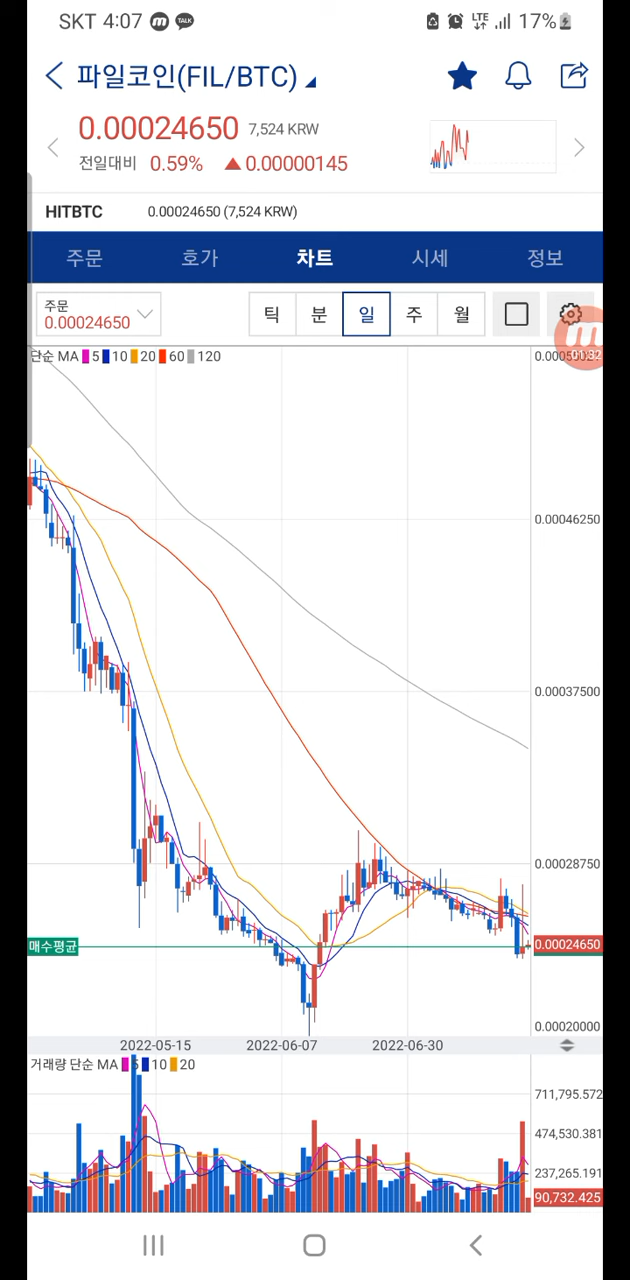 SKT 4:07 m TALK LTE 17%
파일코인(FIL/BTC)
0.00024650 7,524 KRW
전일대비 0.59% ▲0.00000145
HITBTC 0.00024650 (7,524 KRW)
주문 호가 차트 시세 정보
주문
0.00024650
틱 분 일 주 월
m
01:32
단순 MA 5 10 20 60 120
0.00046250
0.00037500
0.00028750
매수평균
0.00024650
0.00020000
2022-05-15 2022-06-07 2022-06-30
거래량 단순 MA 5 10 20
711,795.572
474,530.381
237,265.191
90,732.425